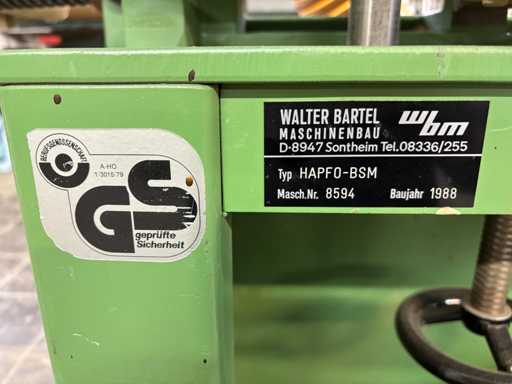 BERUFSGENOSSENSCHAFT
A-HO
1/3015/79
GS
geprüfte
Sicherheit
WALTER BARTEL
MASCHINENBAU
wbm
D-8947 Sontheim Tel.08336/255
Typ HAPFO-BSM
Masch.Nr. 8594 Baujahr 1988